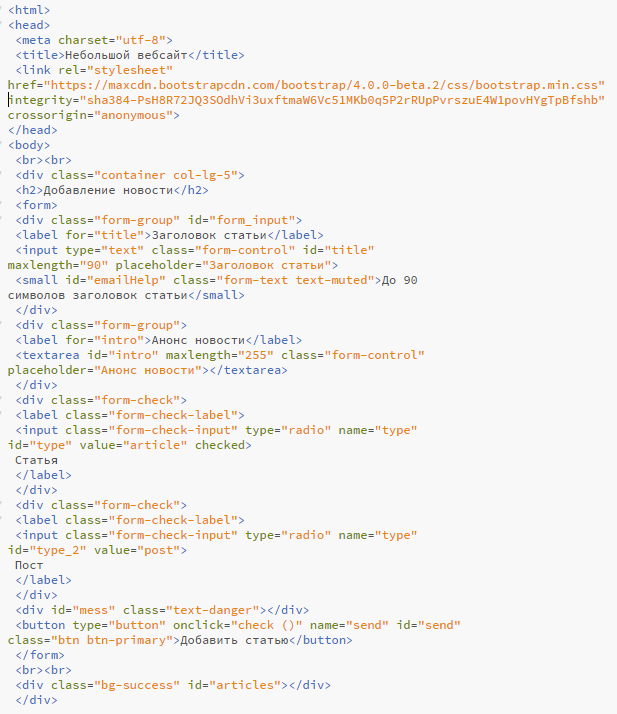 <html>
<head>
<meta charset="utf-8">
<title>Небольшой вебсайт</title>
<link rel="stylesheet"
href="https://maxcdn.bootstrapcdn.com/bootstrap/4.0.0-beta.2/css/bootstrap.min.css"
integrity="sha384-PsH8R72JQ3SOdhVi3uxftmaW6Vc51MKb0q5P2rRUpPvrszuE4W1povHYgTpBfshb"
crossorigin="anonymous">
</head>
<body>
<br><br>
<div class="container col-lg-5">
<h2>Добавление новости</h2>
<form>
<div class="form-group" id="form_input">
<label for="title">Заголовок статьи</label>
<input type="text" class="form-control" id="title"
maxlength="90" placeholder="Заголовок статьи">
<small id="emailHelp" class="form-text text-muted">До 90
символов заголовок статьи</small>
</div>
<div class="form-group">
<label for="intro">Анонс новости</label>
<textarea id="intro" maxlength="255" class="form-control"
placeholder="Анонс новости"></textarea>
</div>
<div class="form-check">
<label class="form-check-label">
<input class="form-check-input" type="radio" name="type"
id="type" value="article" checked>
Статья
</label>
</div>
<div class="form-check">
<label class="form-check-label">
<input class="form-check-input" type="radio" name="type"
id="type_2" value="post">
Пост
</label>
</div>
<div id="mess" class="text-danger"></div>
<button type="button" onclick="check ()" name="send" id="send"
class="btn btn-primary">Добавить статью</button>
</form>
<br><br>
<div class="bg-success" id="articles"></div>
</div>